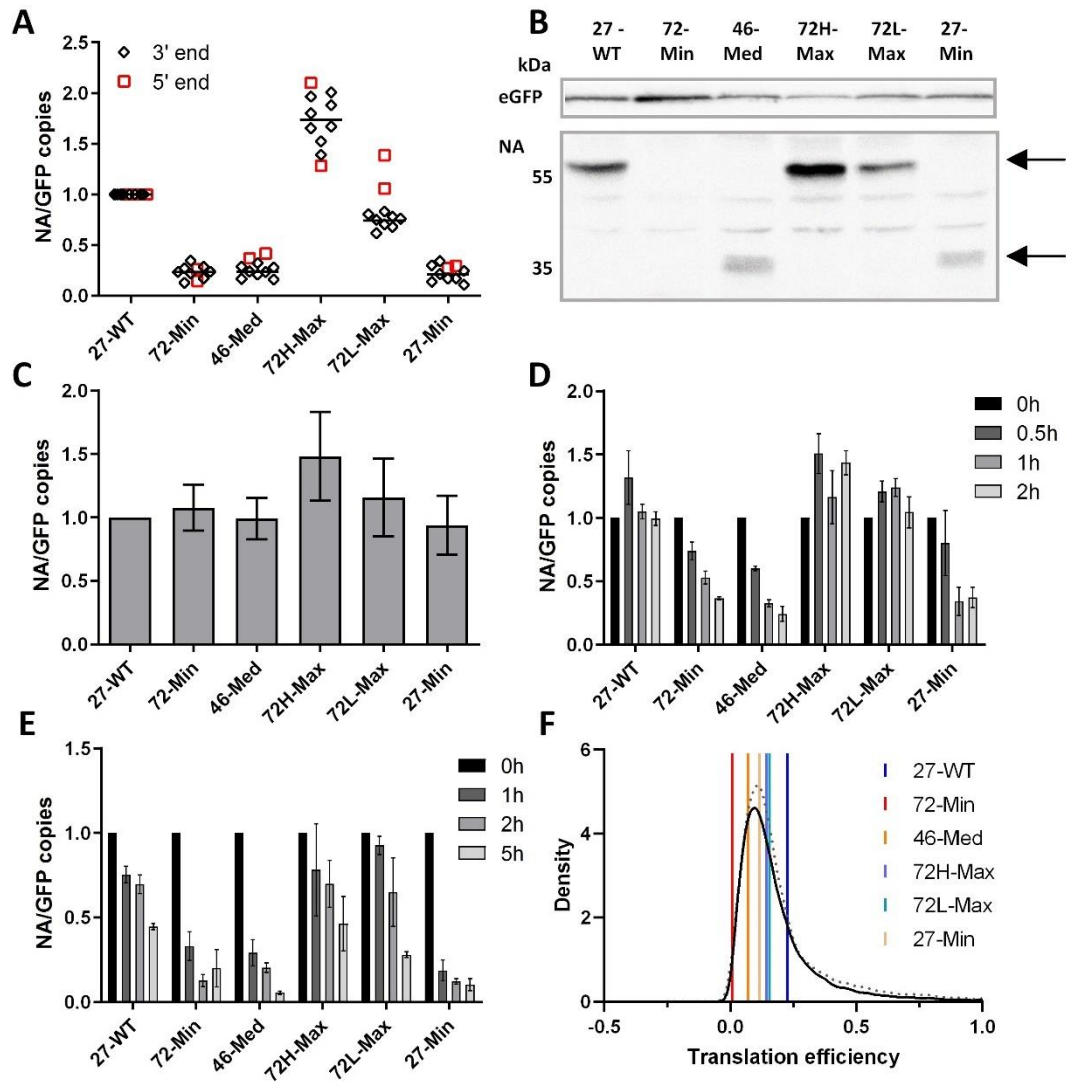 A
NA/GFP copies
2.5
2.0
1.5
1.0
0.5
0.0
3' end
5' end
27-WT
72-Min
46-Med
72H-Max
72L-Max
27-Min
B
27 - 72- 46- 72H- 72L- 27-
WT Min Med Max Max Min
kDa
eGFP
NA
55
35
C
NA/GFP copies
2.0
1.5
1.0
0.5
0.0
27-WT
72-Min
46-Med
72H-Max
72L-Max
27-Min
D
NA/GFP copies
2.0
1.5
1.0
0.5
0.0
0h
0.5h
1h
2h
27-WT
72-Min
46-Med
72H-Max
72L-Max
27-Min
E
NA/GFP copies
1.5
1.0
0.5
0.0
0h
1h
2h
5h
27-WT
72-Min
46-Med
72H-Max
72L-Max
27-Min
F
Density
6
4
2
0
27-WT
72-Min
46-Med
72H-Max
72L-Max
27-Min
-0.5 0.0 0.5 1.0
Translation efficiency